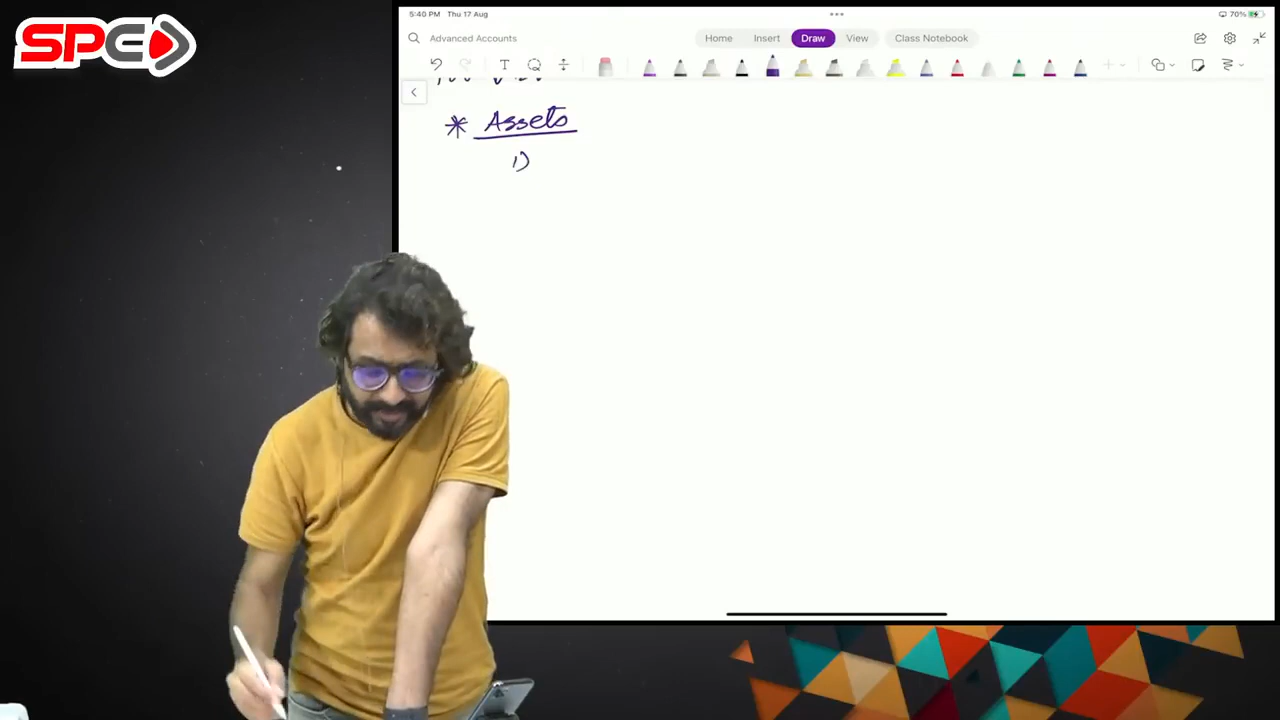 SPE
5:40 PM Thu 17 Aug
70%
Advanced Accounts
Home Insert Draw View Class Notebook
* Assets
1)